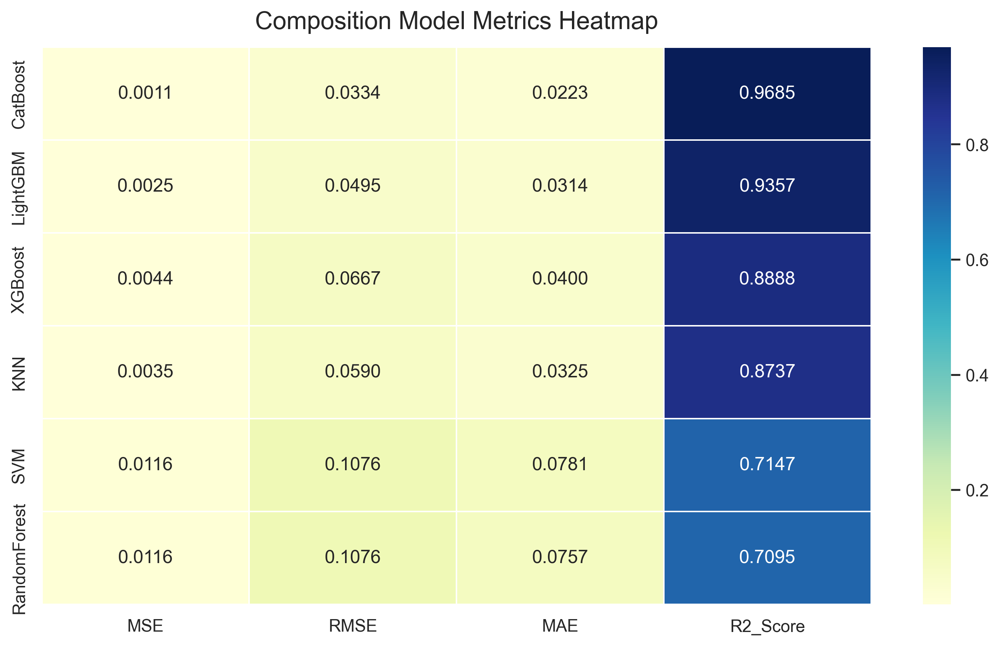 Composition Model Metrics Heatmap
CatBoost 0.0011 0.0334 0.0223 0.9685
LightGBM 0.0025 0.0495 0.0314 0.9357
XGBoost 0.0044 0.0667 0.0400 0.8888
KNN 0.0035 0.0590 0.0325 0.8737
SVM 0.0116 0.1076 0.0781 0.7147
RandomForest 0.0116 0.1076 0.0757 0.7095
MSE RMSE MAE R2_Score
0.8
0.6
0.4
0.2